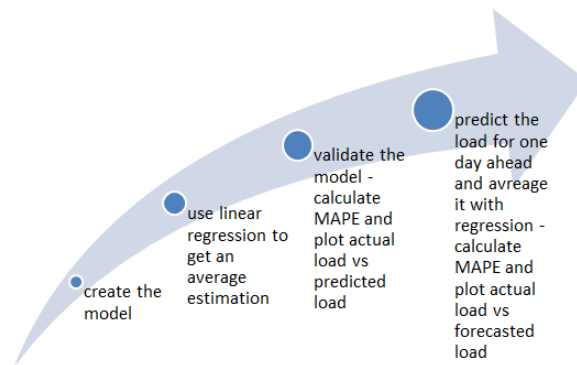 create the
model
use linear
regression to
get an
average
estimation
validate the
model -
calculate
MAPE and
plot actual
load vs
predicted
load
predict the
load for one
day ahead
and avreage
it with
regression -
calculate
MAPE and
plot actual
load vs
forecasted
load